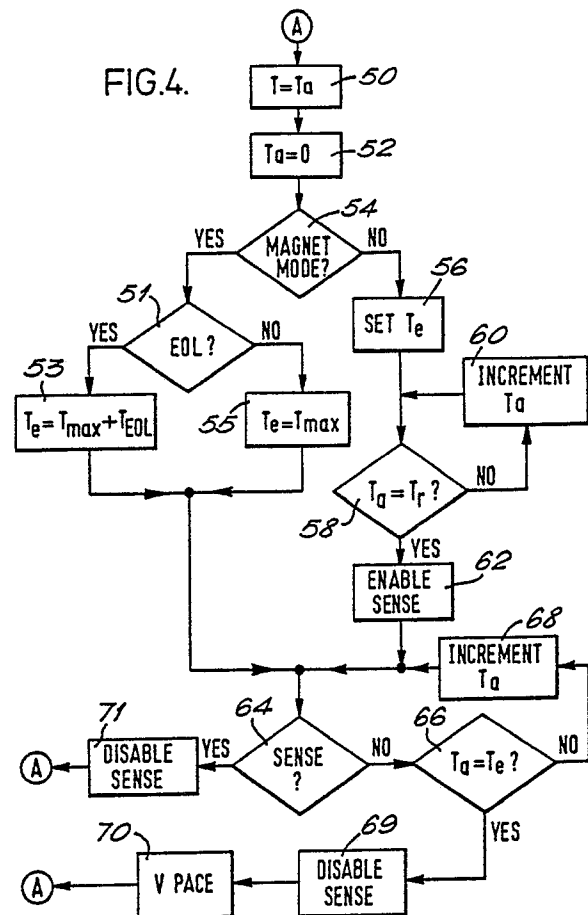 A
FIG.4.
T=Ta
50
Ta=0
52
54
MAGNET
MODE?
YES
NO
51
56
EOL?
YES
NO
SET Te
53
60
INCREMENT
Ta
Te=Tmax+TEOL
55
Te=Tmax
Ta=Tr?
NO
58
YES
ENABLE
SENSE
62
68
INCREMENT
Ta
71
DISABLE
SENSE
A
YES
64
SENSE
?
NO
66
Ta=Te?
NO
YES
70
V PACE
69
DISABLE
SENSE
A